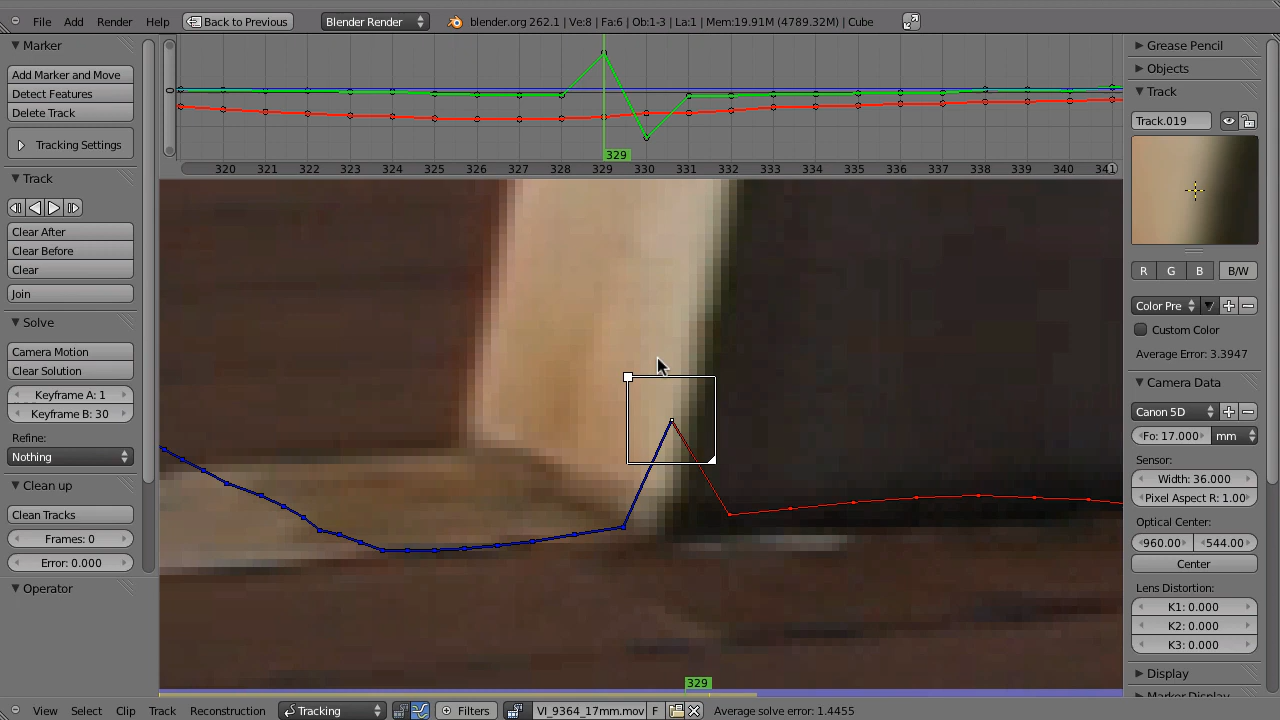 File Add Render Help Back to Previous Blender Render blender.org 262.1 | Ve:8 | Fa:6 | Ob:1-3 | La:1 | Mem:19.91M (4789.32M) | Cube
Marker
Add Marker and Move
Detect Features
Delete Track
Tracking Settings
Track
Clear After
Clear Before
Clear
Join
Solve
Camera Motion
Camera Solution
Keyframe A: 1
Keyframe B: 30
Refine:
Nothing
Clean up
Clean Tracks
Frames: 0
Error: 0.000
Operator
329
320 321 322 323 324 325 326 327 328 329 330 331 332 333 334 335 336 337 338 339 340 341
329
Grease Pencil
Objects
Track
Track.019
R G B B/W
Color Pre
Custom Color
Average Error: 3.3947
Camera Data
Canon 5D
Fo: 17.000 mm
Sensor:
Width: 36.000
Pixel Aspect R: 1.00
Optical Center:
960.00 544.00
Center
Lens Distortion:
K1: 0.000
K2: 0.000
K3: 0.000
Display
Marker Display
View Select Clip Track Reconstruction Tracking Filters VI_9364_17mm.mov F Average solve error: 1.4455